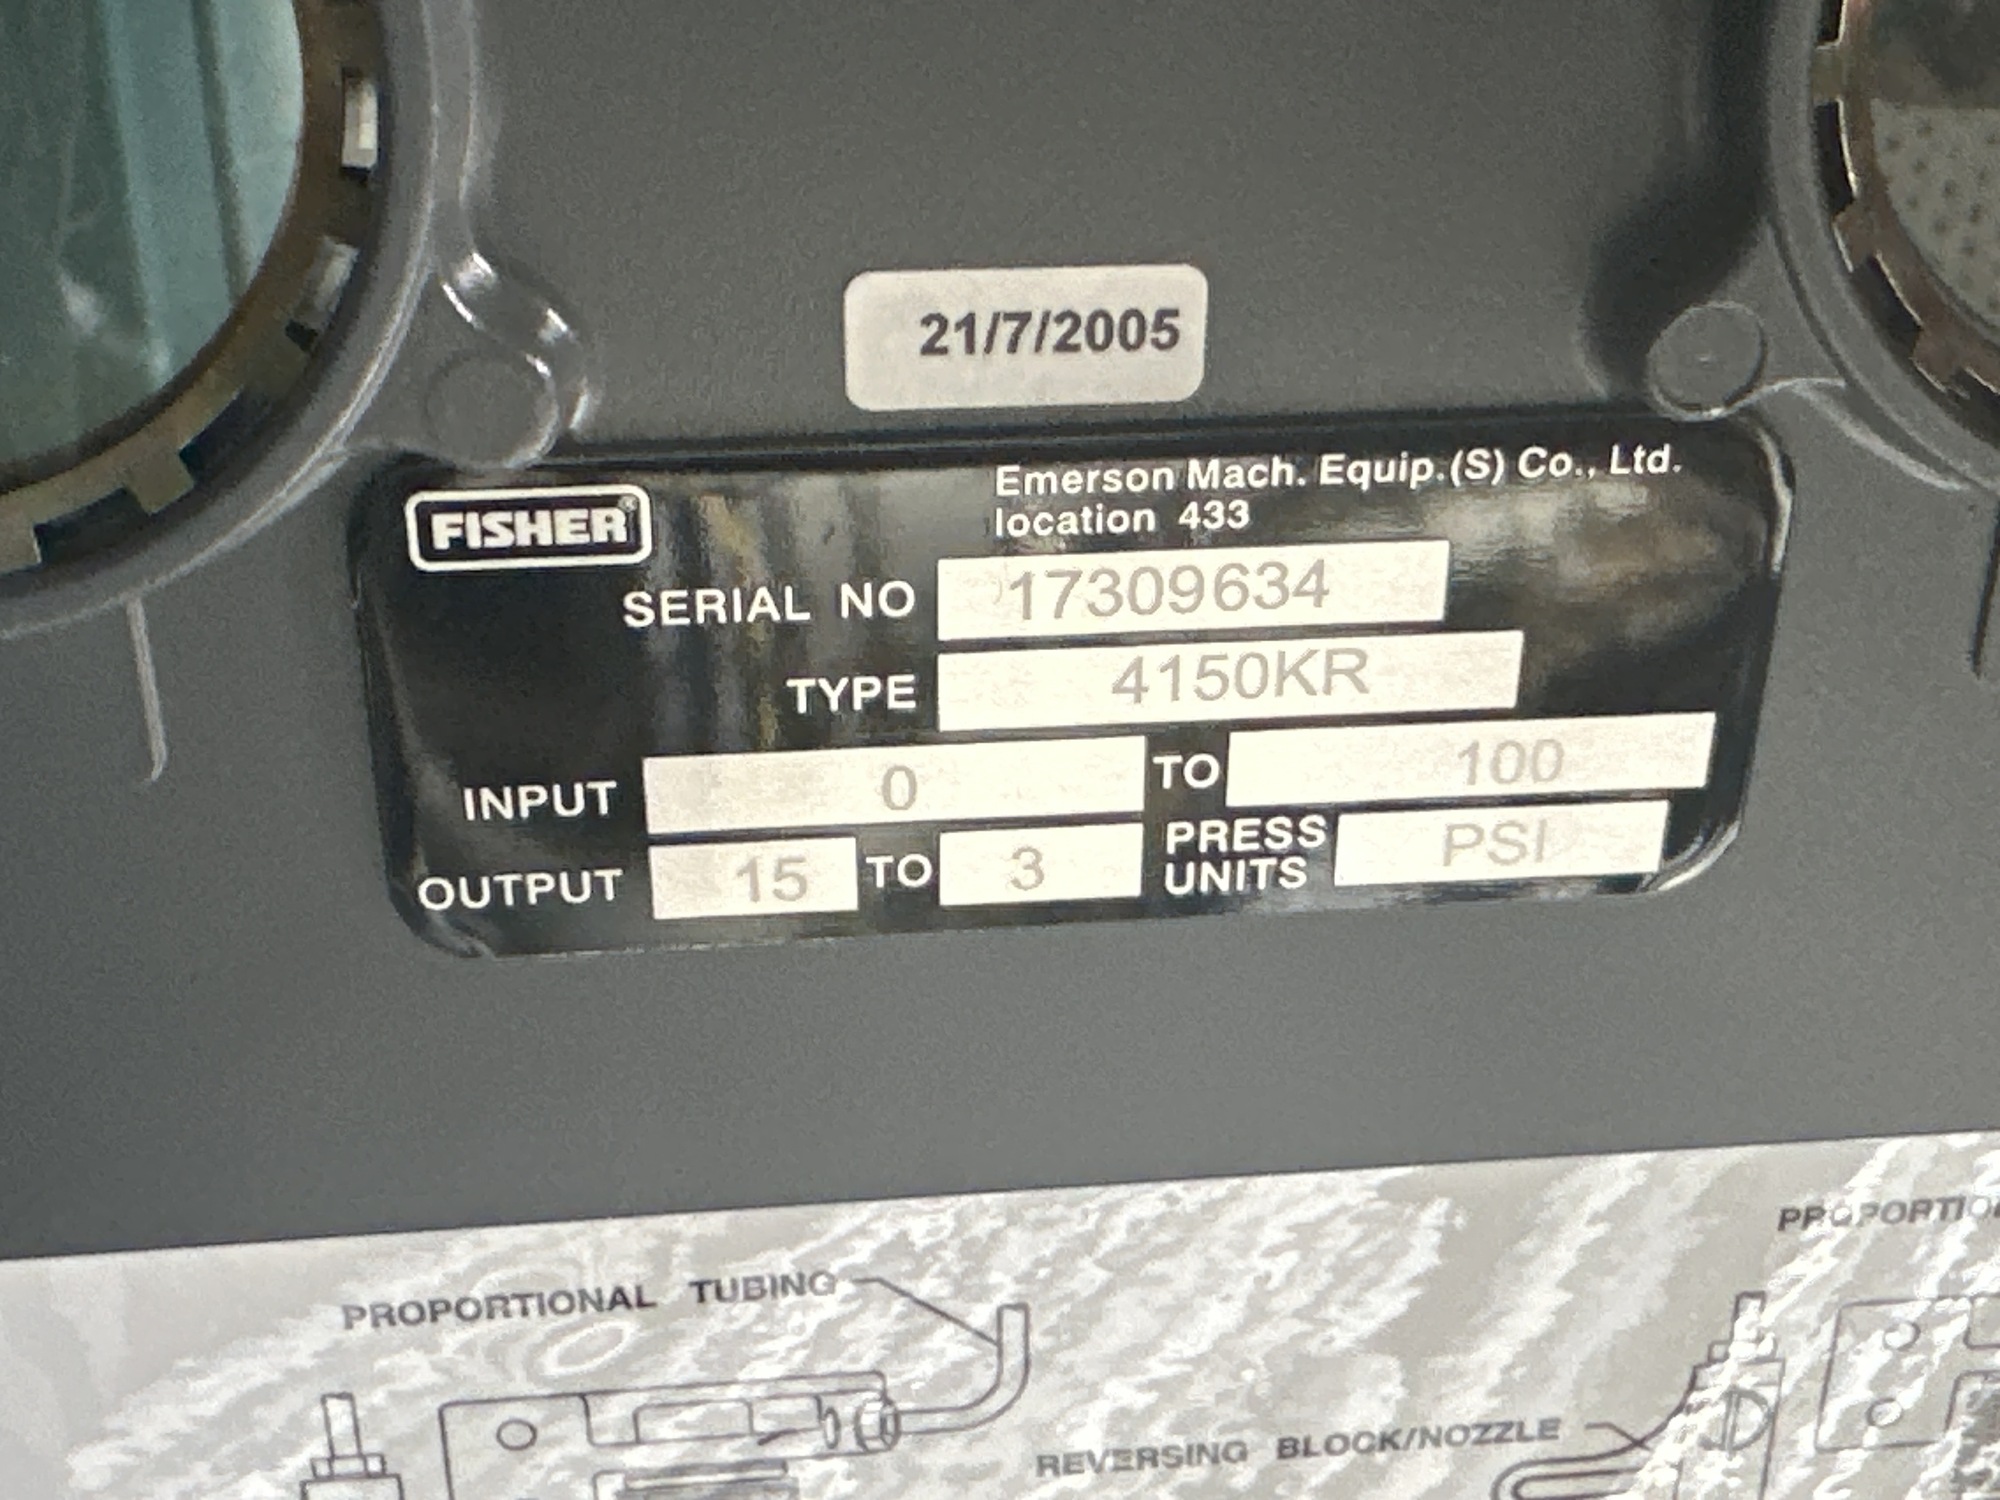 21/7/2005
FISHER®
Emerson Mach. Equip.(S) Co., Ltd.
location 433
SERIAL NO 17309634
TYPE 4150KR
INPUT 0 TO 100
OUTPUT 15 TO 3 PRESS UNITS PSI
PROPORTIONAL TUBING
REVERSING BLOCK/NOZZLE